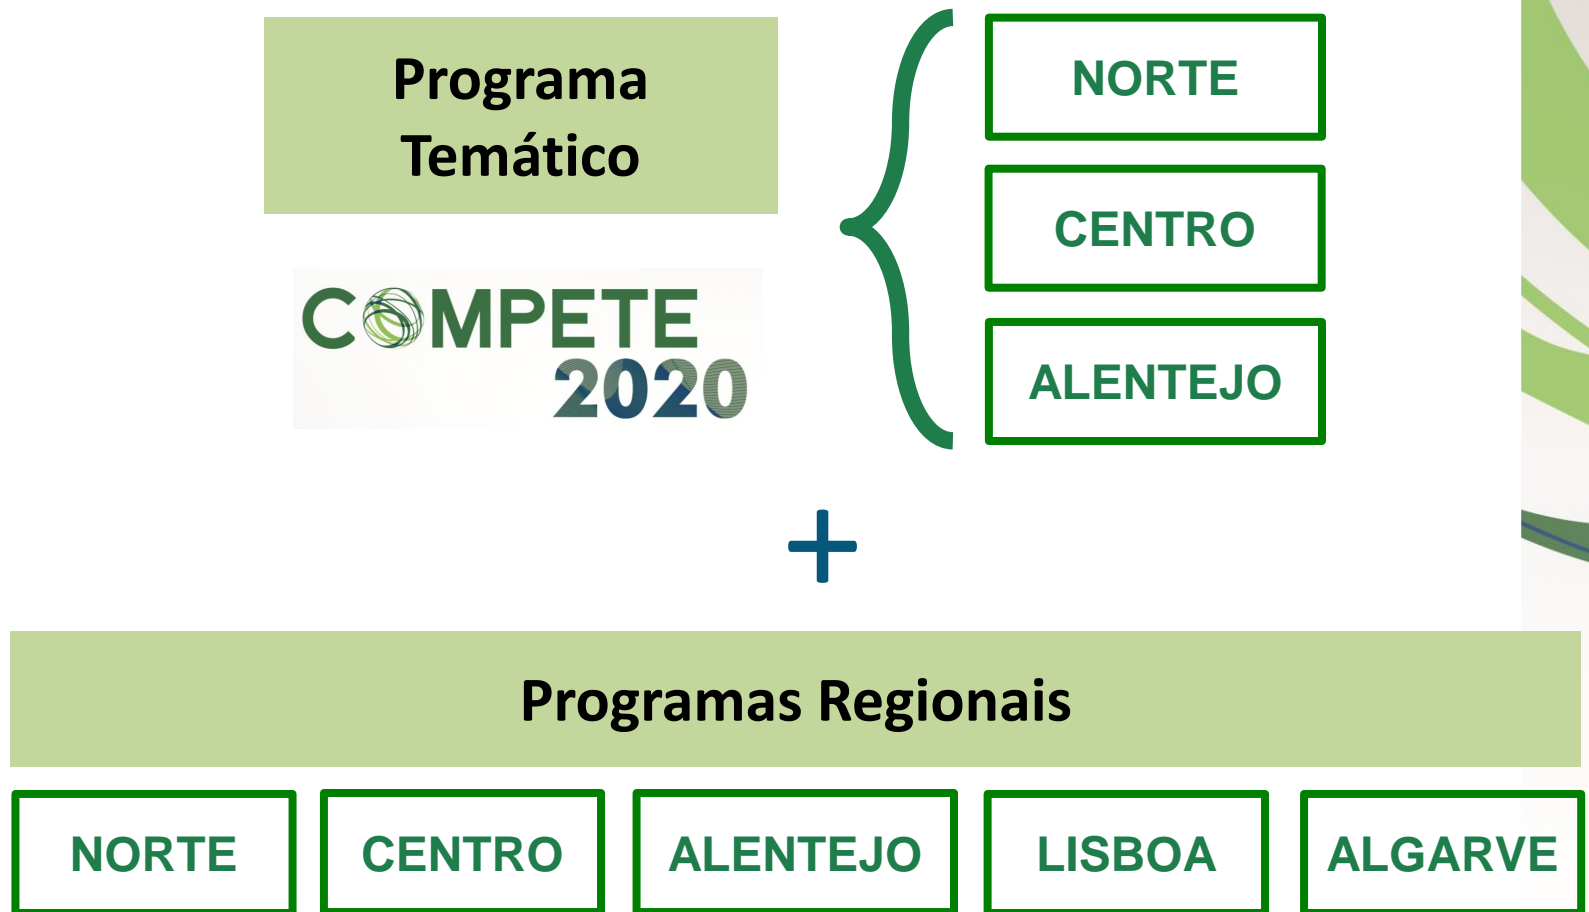 Programa
Temático
COMPETE
2020
NORTE
CENTRO
ALENTEJO
+
Programas Regionais
NORTE
CENTRO
ALENTEJO
LISBOA
ALGARVE